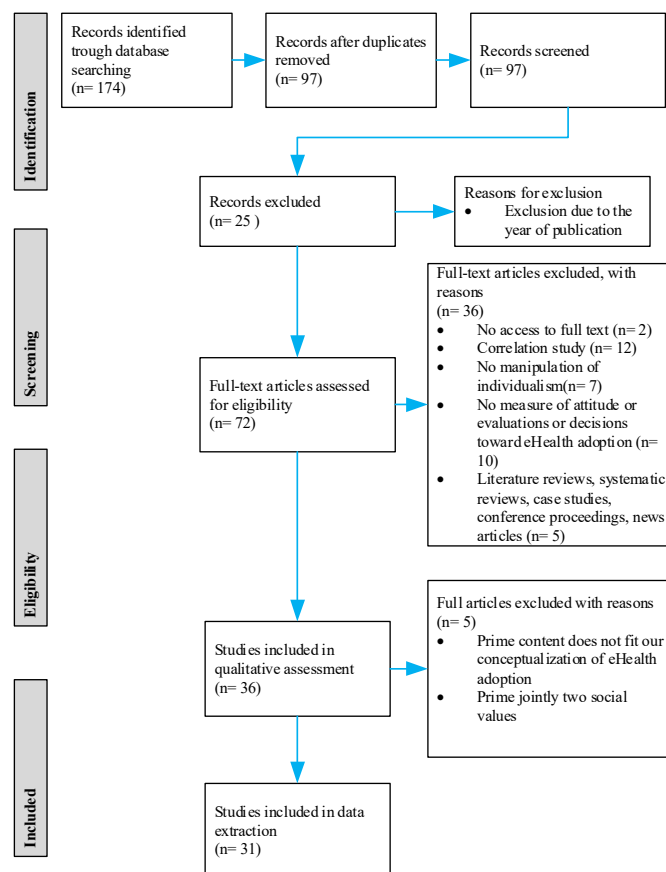 Identification
Records identified
trough database
searching
(n= 174)
Records after duplicates
removed
(n= 97)
Records screened
(n= 97)
Records excluded
(n= 25 )
Reasons for exclusion
• Exclusion due to the
year of publication
Screening
Full-text articles assessed
for eligibility
(n= 72)
Full-text articles excluded, with
reasons
(n= 36)
• No access to full text (n= 2)
• Correlation study (n= 12)
• No manipulation of
individualism(n= 7)
• No measure of attitude or
evaluations or decisions
toward eHealth adoption (n=
10)
• Literature reviews, systematic
reviews, case studies,
conference proceedings, news
articles (n= 5)
Eligibility
Studies included in
qualitative assessment
(n= 36)
Full articles excluded with reasons
(n= 5)
• Prime content does not fit our
conceptualization of eHealth
adoption
• Prime jointly two social
values
Included
Studies included in data
extraction
(n= 31)